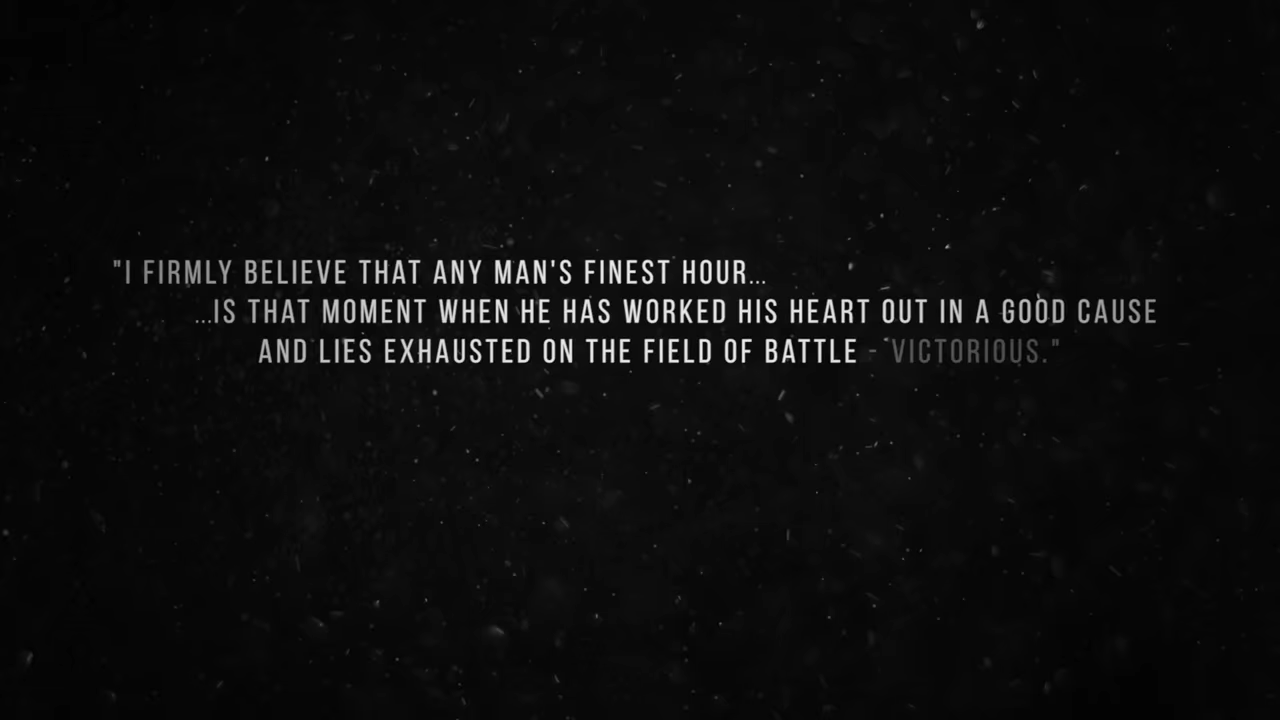 "I FIRMLY BELIEVE THAT ANY MAN'S FINEST HOUR...
...IS THAT MOMENT WHEN HE HAS WORKED HIS HEART OUT IN A GOOD CAUSE
AND LIES EXHAUSTED ON THE FIELD OF BATTLE - VICTORIOUS."